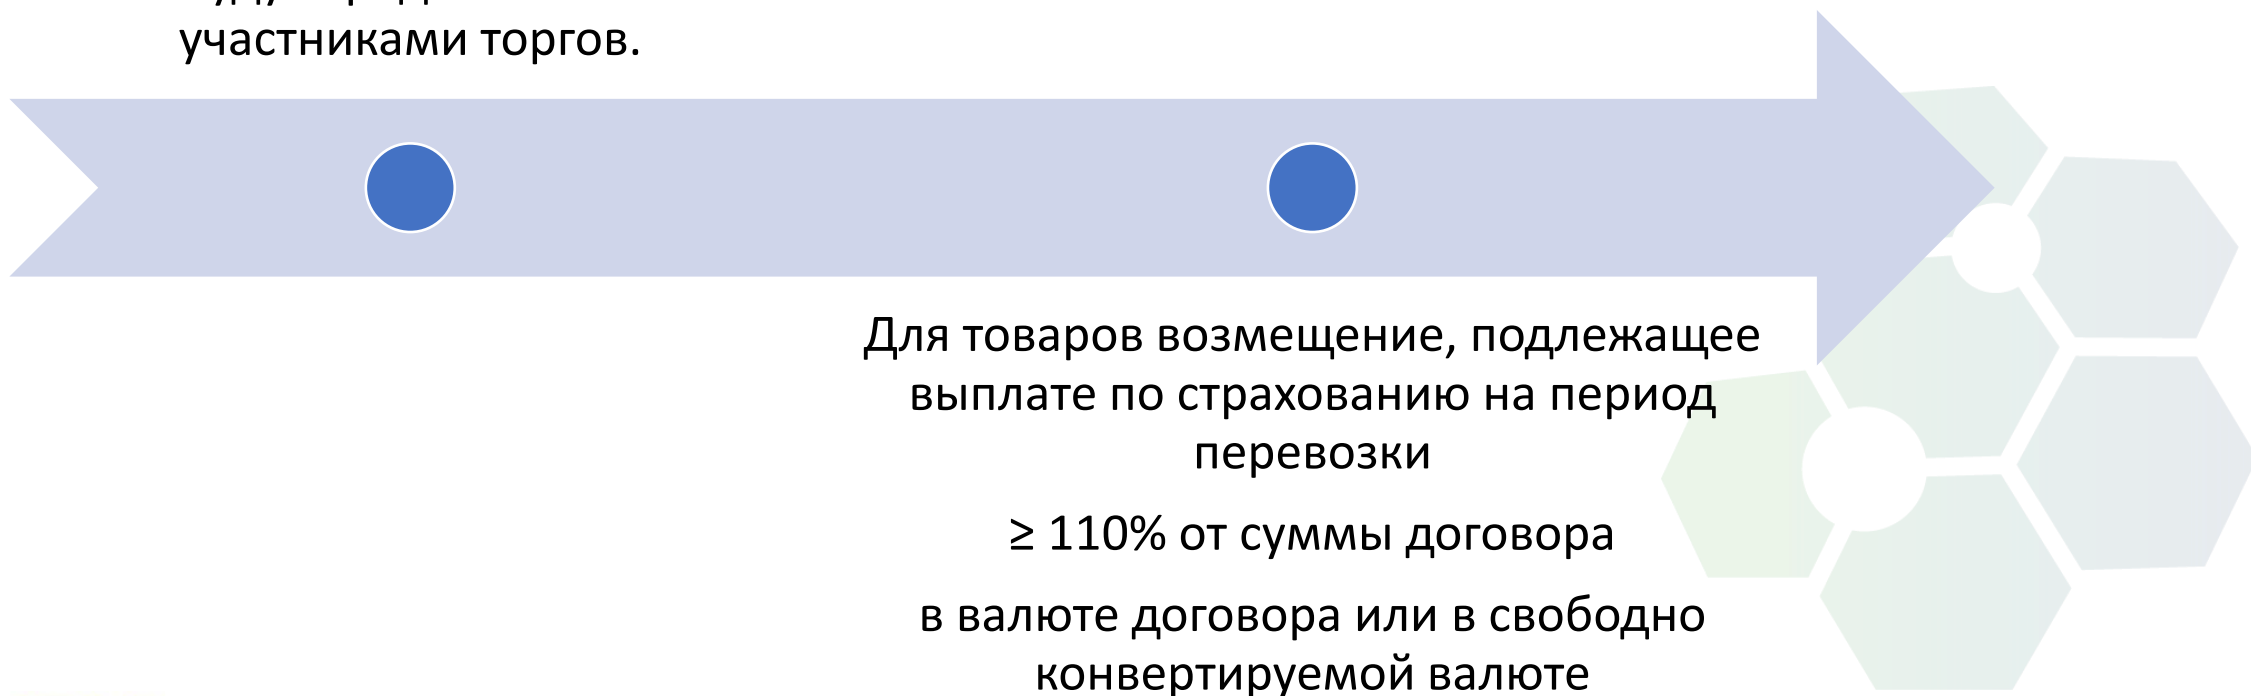 участниками торгов.
Для товаров возмещение, подлежащее
выплате по страхованию на период
перевозки
≥ 110% от суммы договора
в валюте договора или в свободно
конвертируемой валюте